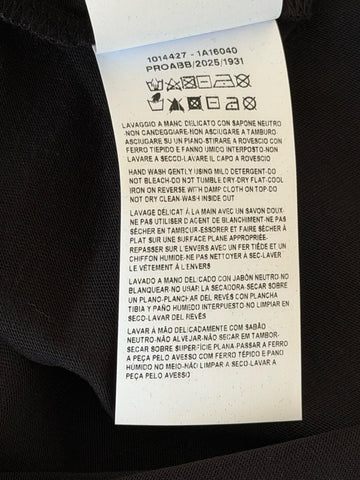 1014427 - 1A16040
PROABB/2025/1931
LAVAGGIO A MANO DELICATO CON SAPONE NEUTRO
-NON CANDEGGIARE-NON ASCIUGARE A TAMBURO-
ASCIUGARE SU UN PIANO-STIRARE A ROVESCIO CON
FERRO TIEPIDO E PANNO UMIDO INTERPOSTO-NON
LAVARE A SECCO-LAVARE IL CAPO A ROVESCIO
HAND WASH GENTLY USING MILD DETERGENT-DO
NOT BLEACH-DO NOT TUMBLE DRY-DRY FLAT-COOL
IRON ON REVERSE WITH DAMP CLOTH ON TOP-DO
NOT DRY CLEAN-WASH INSIDE OUT
LAVAGE DÉLICAT À LA MAIN AVEC UN SAVON DOUX-
NE PAS UTILISER D'AGENT DE BLANCHIMENT-NE PAS
SÉCHER EN TAMBOUR-ESSORER ET FAIRE SÉCHER À
PLAT SUR UNE SURFACE PLANE APPROPRIÉE-
REPASSER SUR L'ENVERS AVEC UN FER TIÈDE ET UN
CHIFFON HUMIDE-NE PAS NETTOYER À SEC-LAVER
LE VÊTEMENT À L'ENVERS
LAVADO A MANO DELICADO CON JABÓN NEUTRO NO
BLANQUEAR NO USAR LA SECADORA SECAR SOBRE
UN PLANO-PLANCHAR DEL REVÉS CON PLANCHA
TIBIA Y PAÑO HÚMEDO INTERPUESTO NO LIMPIAR EN
SECO-LAVAR DEL REVÉS
LAVAR À MÃO DELICADAMENTE COM SABÃO
NEUTRO-NÃO ALVEJAR-NÃO SECAR EM TAMBOR-
SECAR SOBRE SUPERFÍCIE PLANA PASSAR A FERRO
A PEÇA PELO AVESSO COM FERRO TÉPIDO E PANO
HÚMIDO NO MEIO-NÃO LIMPAR A SECO-LAVAR A
PEÇA PELO AVESSO